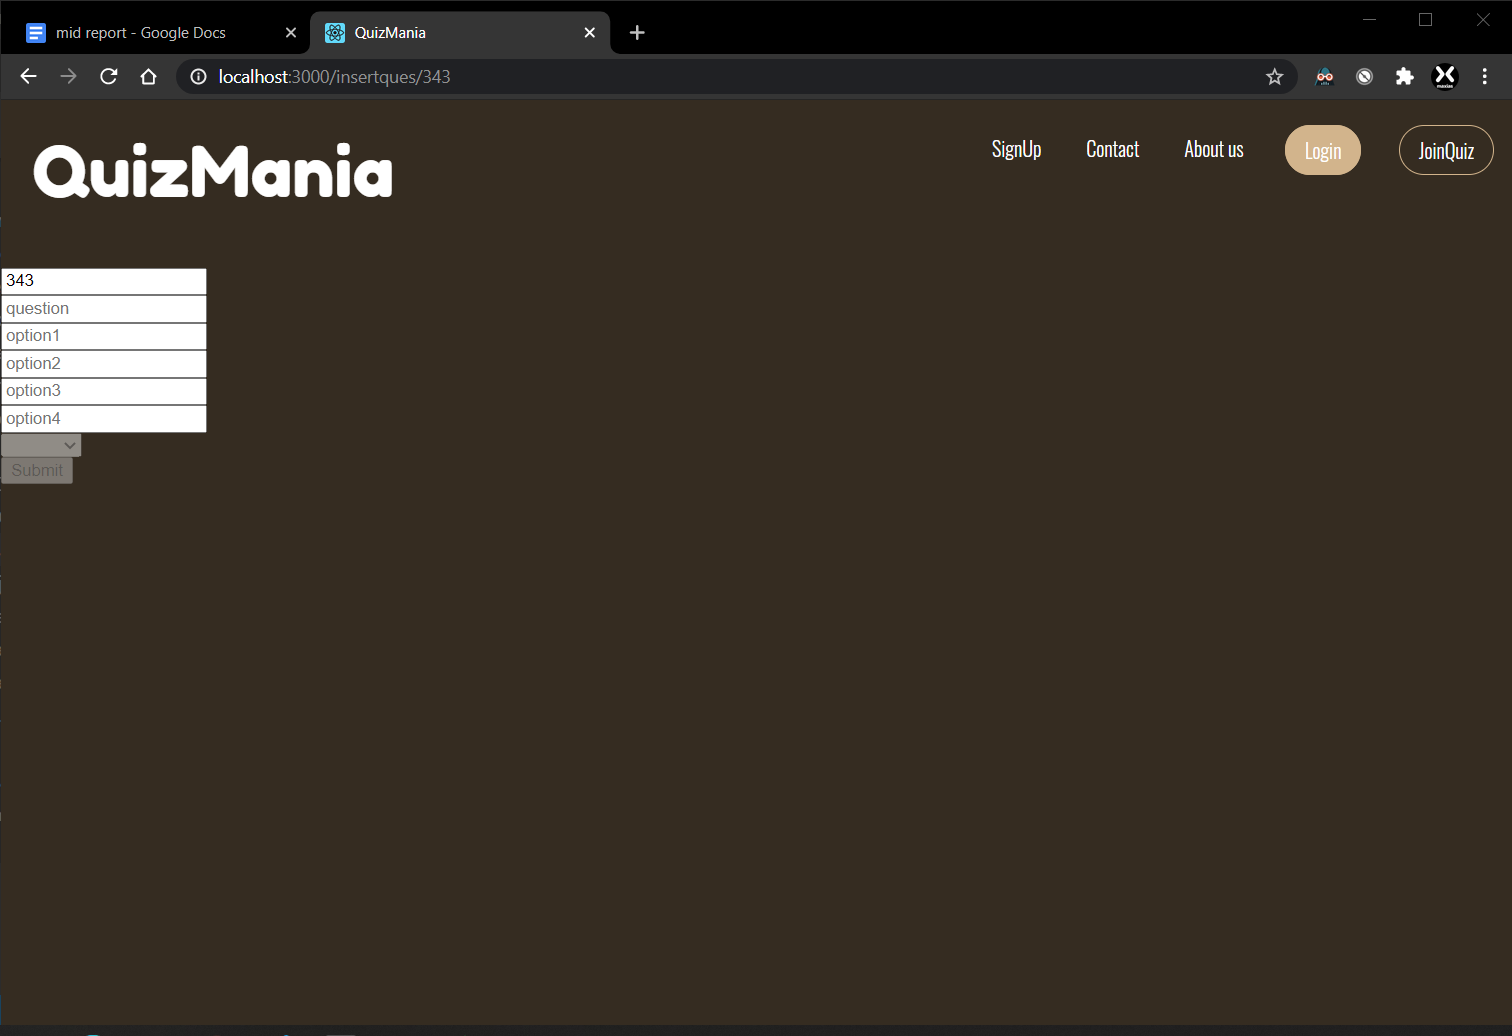 mid report - Google Docs
QuizMania
localhost:3000/insertques/343
QuizMania
SignUp
Contact
About us
Login
JoinQuiz
343
question
option1
option2
option3
option4
Submit